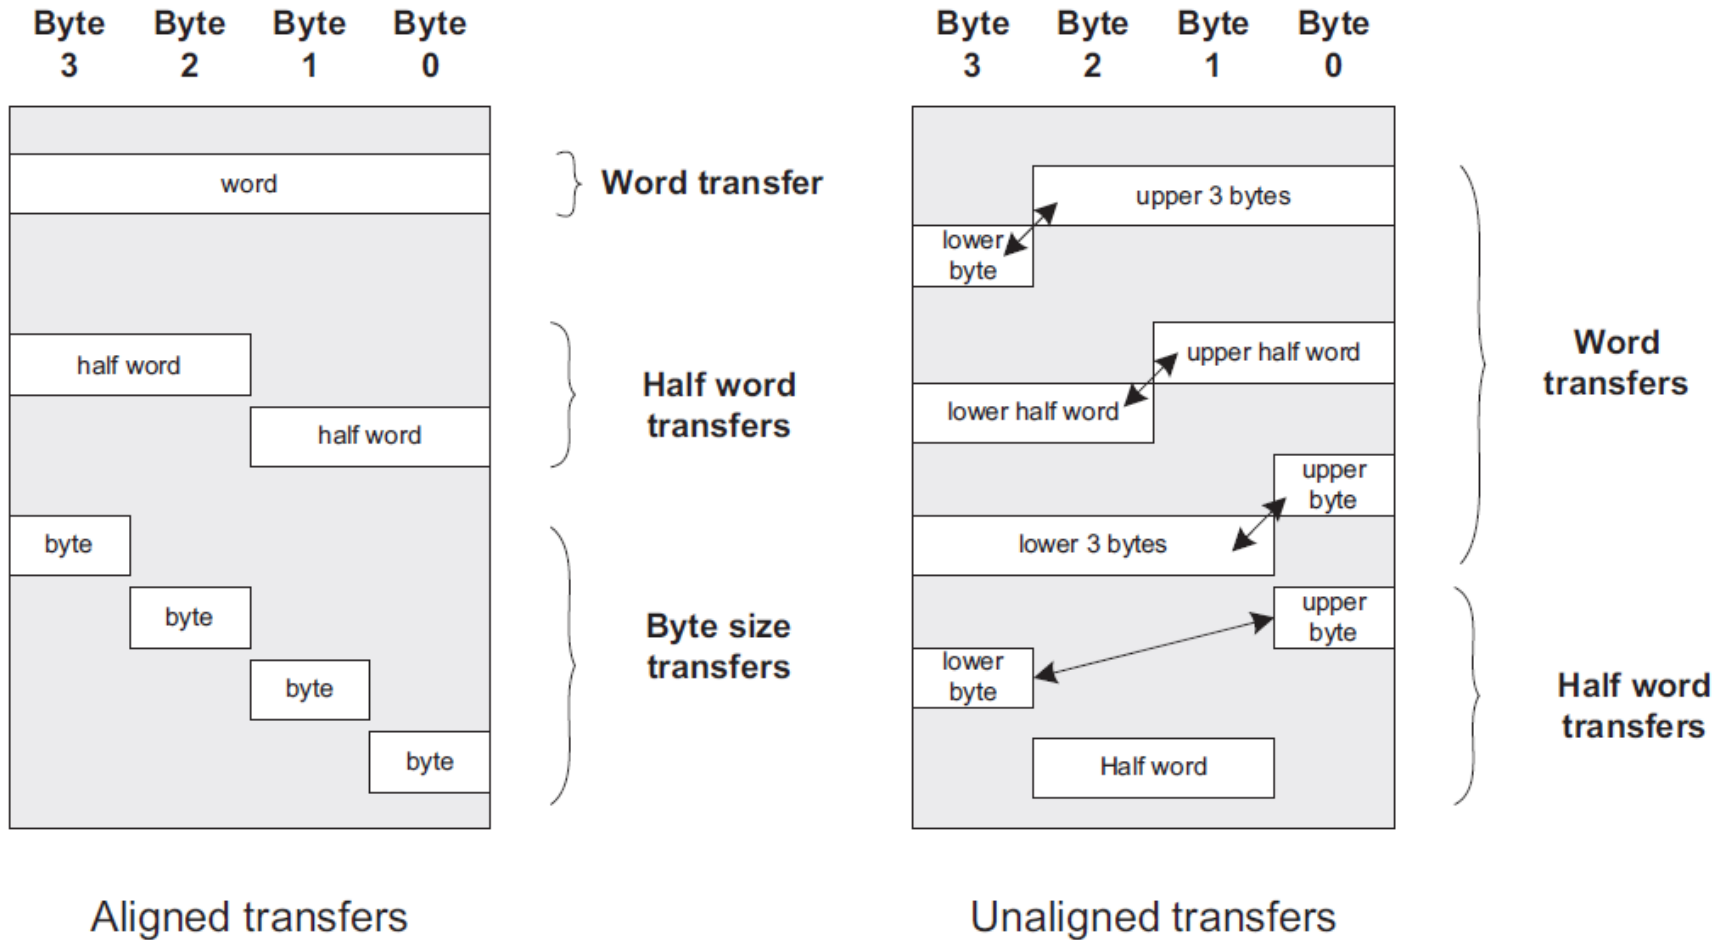 Byte Byte Byte Byte
3 2 1 0
word
Word transfer
half word
half word
Half word
transfers
byte
byte
byte
byte
Byte size
transfers
Aligned transfers
Byte Byte Byte Byte
3 2 1 0
upper 3 bytes
lower
byte
upper half word
lower half word
upper
byte
lower 3 bytes
Word
transfers
upper
byte
lower
byte
Half word
Half word
transfers
Unaligned transfers